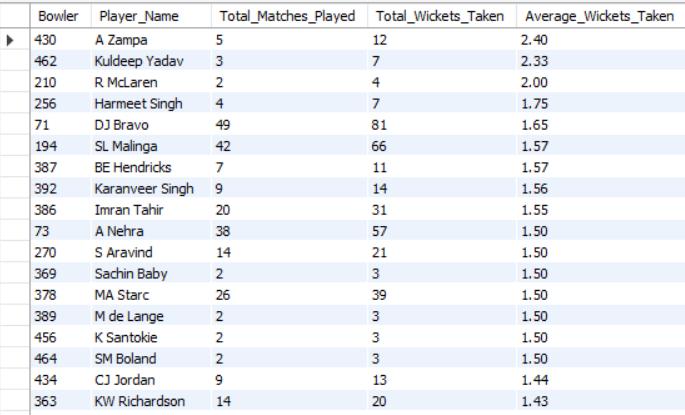 Bowler Player_Name Total_Matches_Played Total_Wickets_Taken Average_Wickets_Taken
430 A Zampa 5 12 2.40
462 Kuldeep Yadav 3 7 2.33
210 R McLaren 2 4 2.00
256 Harmeet Singh 4 7 1.75
71 DJ Bravo 49 81 1.65
194 SL Malinga 42 66 1.57
387 BE Hendricks 7 11 1.57
392 Karanveer Singh 9 14 1.56
386 Imran Tahir 20 31 1.55
73 A Nehra 38 57 1.50
270 S Aravind 14 21 1.50
369 Sachin Baby 2 3 1.50
378 MA Starc 26 39 1.50
389 M de Lange 2 3 1.50
456 K Santokie 2 3 1.50
464 SM Boland 2 3 1.50
434 CJ Jordan 9 13 1.44
363 KW Richardson 14 20 1.43